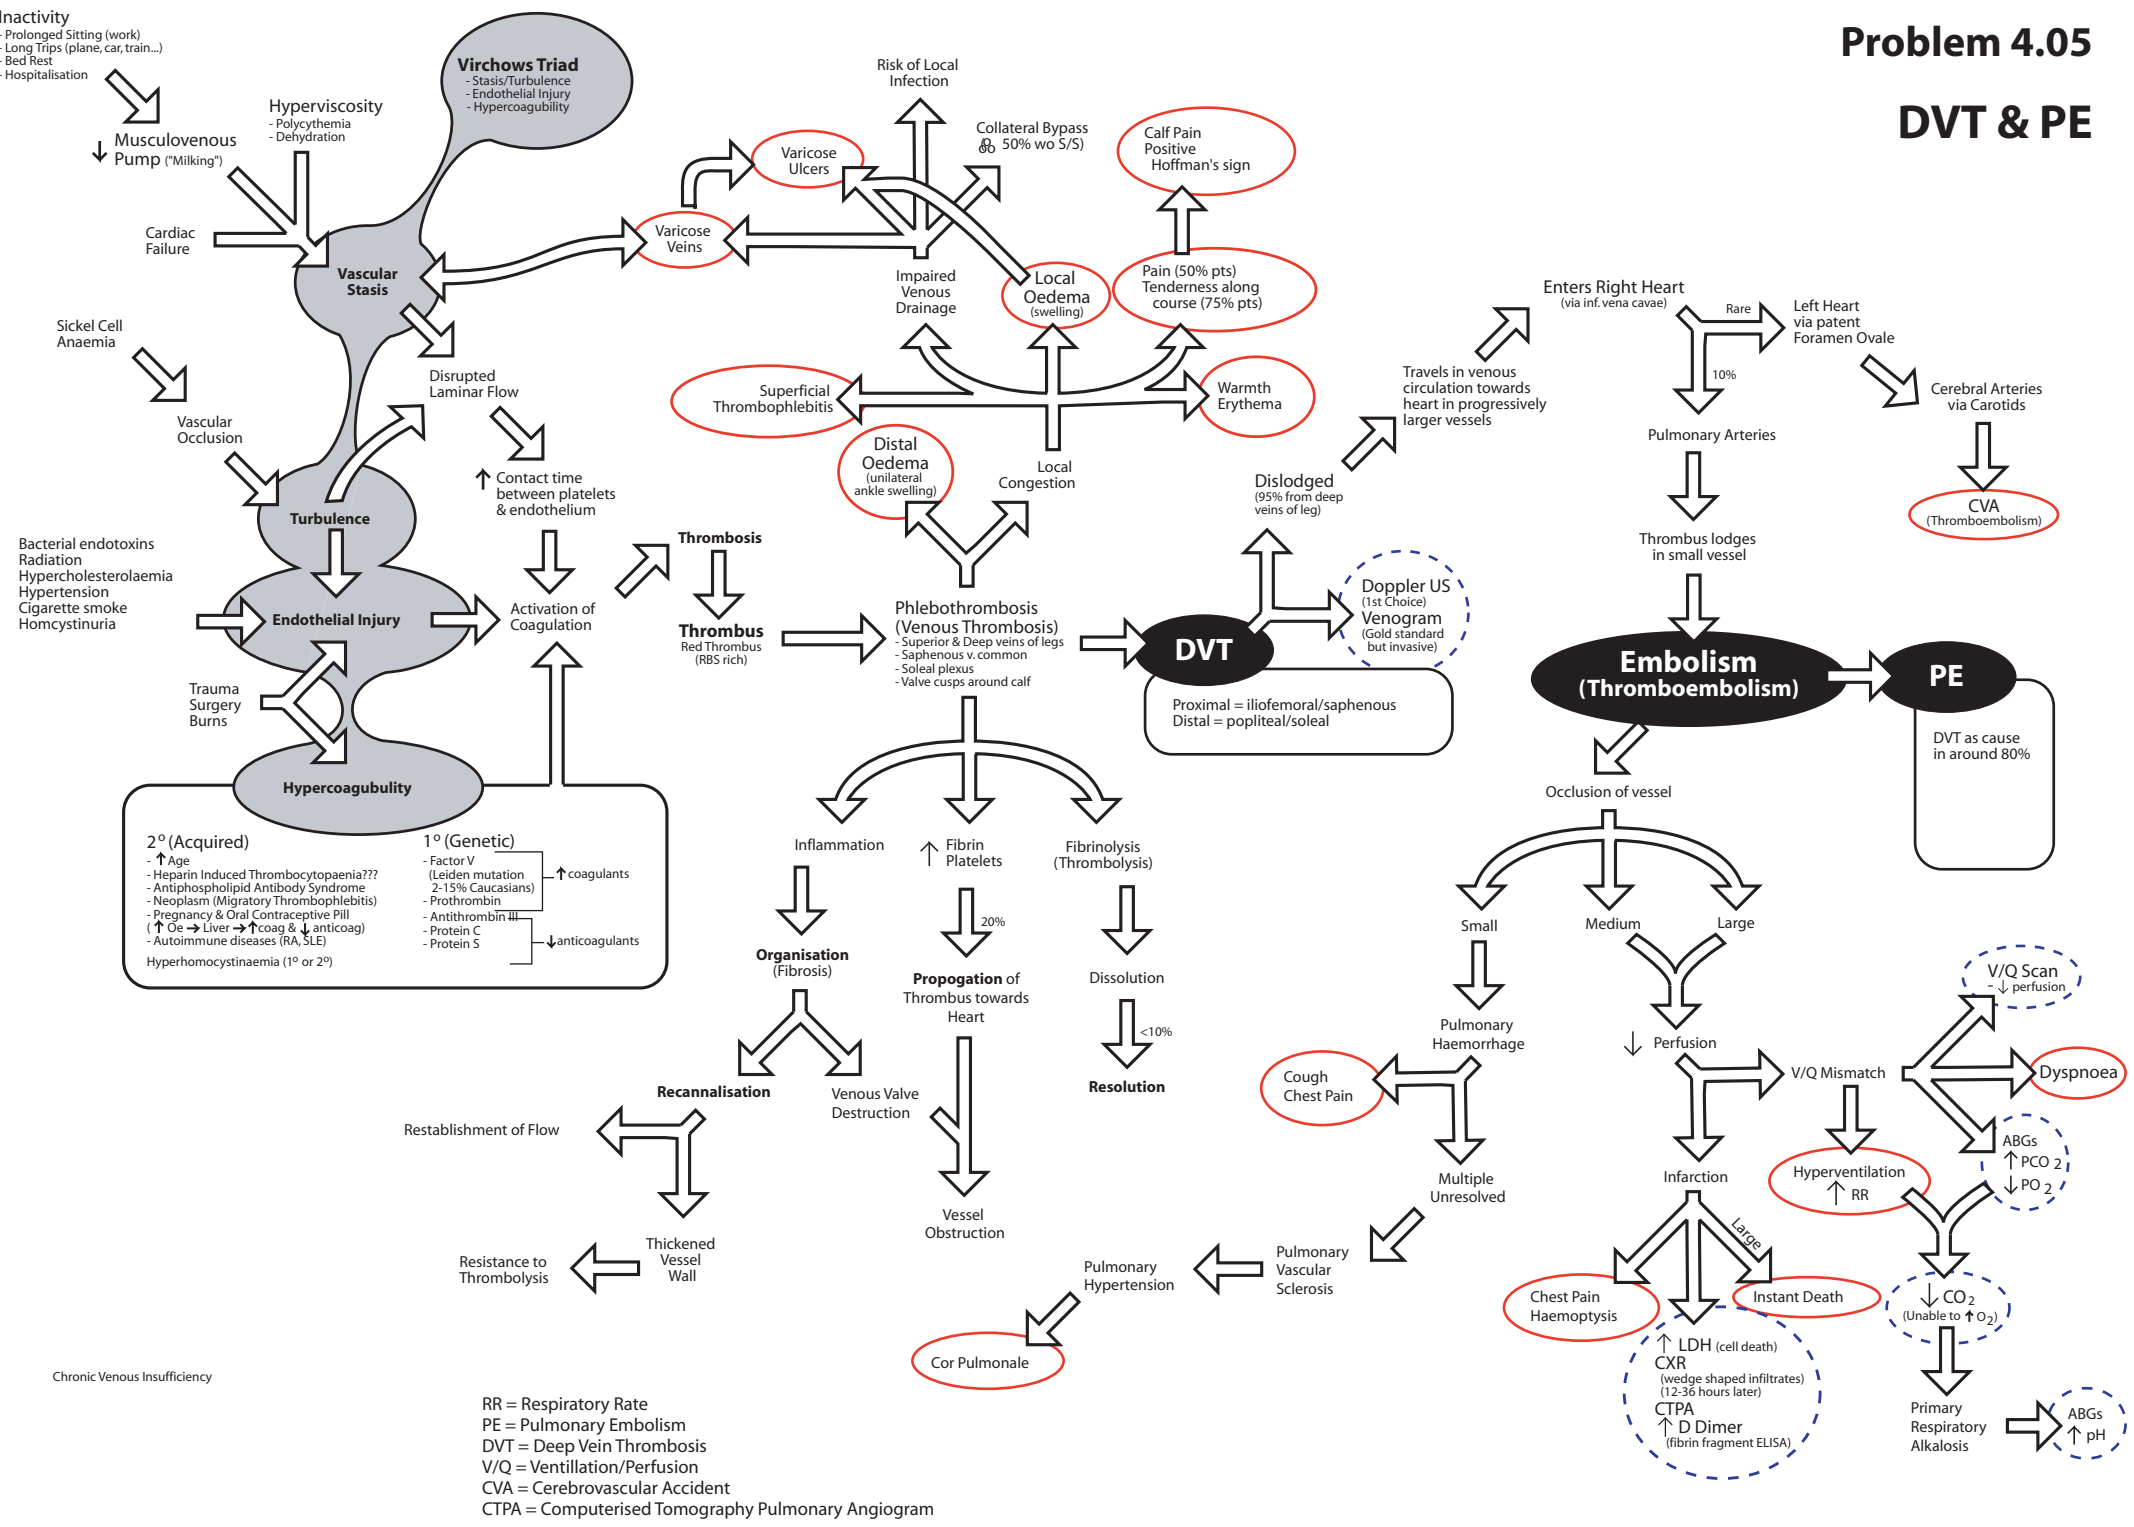 Problem 4.05
DVT & PE
Inactivity
- Prolonged Sitting (work)
- Long Trips (plane, car, train...)
- Bed Rest
- Hospitalisation
↓ Musculovenous
Pump ("Milking")
Hyperviscosity
- Polycythemia
- Dehydration
Virchows Triad
- Stasis/Turbulence
- Endothelial Injury
- Hypercoagubility
Cardiac
Failure
Vascular
Stasis
Sickel Cell
Anaemia
Vascular
Occlusion
Disrupted
Laminar Flow
↑ Contact time
between platelets
& endothelium
Turbulence
Bacterial endotoxins
Radiation
Hypercholesterolaemia
Hypertension
Cigarette smoke
Homcystinuria
Endothelial Injury
Activation of
Coagulation
Trauma
Surgery
Burns
Hypercoagubulity
2º (Acquired)
- ↑ Age
- Heparin Induced Thrombocytopaenia???
- Antiphospholipid Antibody Syndrome
- Neoplasm (Migratory Thrombophlebitis)
- Pregnancy & Oral Contraceptive Pill
( ↑ Oe → Liver → ↑ coag & ↓ anticoag)
- Autoimmune diseases (RA, SLE)
Hyperhomocystinaemia (1º or 2º)
1º (Genetic)
- Factor V
(Leiden mutation
2-15% Caucasians)
- Prothrombin
- Antithrombin III
- Protein C
- Protein S
↑ coagulants
↓ anticoagulants
Thrombosis
Thrombus
Red Thrombus
(RBS rich)
Varicose
Ulcers
Varicose
Veins
Risk of Local
Infection
Collateral Bypass
50% wo S/S)
Impaired
Venous
Drainage
Local
Oedema
(swelling)
Calf Pain
Positive
Hoffman's sign
Pain (50% pts)
Tenderness along
course (75% pts)
Superficial
Thrombophlebitis
Warmth
Erythema
Distal
Oedema
(unilateral
ankle swelling)
Local
Congestion
Phlebothrombosis
(Venous Thrombosis)
- Superior & Deep veins of legs
- Saphenous v. common
- Soleal plexus
- Valve cusps around calf
DVT
Proximal = iliofemoral/saphenous
Distal = popliteal/soleal
Doppler US
(1st Choice)
Venogram
(Gold standard
but invasive)
Dislodged
(95% from deep
veins of leg)
Travels in venous
circulation towards
heart in progressively
larger vessels
Enters Right Heart
(via inf. vena cavae)
Rare
Left Heart
via patent
Foramen Ovale
10%
Cerebral Arteries
via Carotids
CVA
(Thromboembolism)
Pulmonary Arteries
Thrombus lodges
in small vessel
Embolism
(Thromboembolism)
PE
DVT as cause
in around 80%
Inflammation
↑ Fibrin
Platelets
Fibrinolysis
(Thrombolysis)
Organisation
(Fibrosis)
20%
Propogation of
Thrombus towards
Heart
Dissolution
<10%
Resolution
Recannalisation
Venous Valve
Destruction
Restablishment of Flow
Thickened
Vessel
Wall
Resistance to
Thrombolysis
Vessel
Obstruction
Occlusion of vessel
Small
Medium
Large
Pulmonary
Haemorrhage
Cough
Chest Pain
Multiple
Unresolved
Pulmonary
Vascular
Sclerosis
Pulmonary
Hypertension
Cor Pulmonale
↓ Perfusion
V/Q Mismatch
V/Q Scan
- ↓ perfusion
Dyspnoea
ABGs
↑ PCO 2
↓ PO 2
Hyperventilation
↑ RR
Infarction
Large
Chest Pain
Haemoptysis
Instant Death
↑ LDH (cell death)
CXR
(wedge shaped infiltrates)
(12-36 hours later)
CTPA
↑ D Dimer
(fibrin fragment ELISA)
↓ CO2
(Unable to ↑ O2)
Primary
Respiratory
Alkalosis
ABGs
↑ pH
Chronic Venous Insufficiency
RR = Respiratory Rate
PE = Pulmonary Embolism
DVT = Deep Vein Thrombosis
V/Q = Ventillation/Perfusion
CVA = Cerebrovascular Accident
CTPA = Computerised Tomography Pulmonary Angiogram